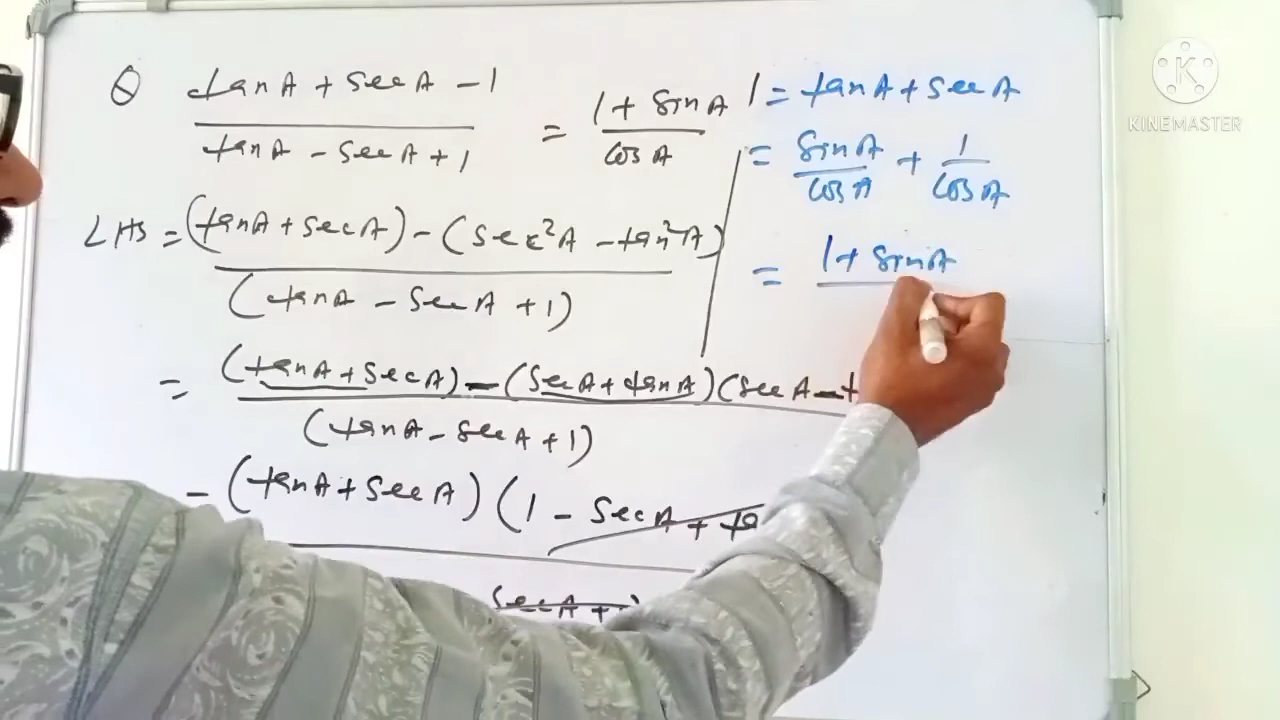 Q tanA + secA - 1 / tanA - secA + 1 = 1 + sinA / cosA
LHS = (tanA + secA) - (sec²A - tan²A) / (tanA - secA + 1)
= (tanA + secA) - (secA + tanA)(secA - t / (tanA - secA + 1)
= (tanA + secA)(1 - secA + ta
secA + 1)
1 = tanA + secA
= sinA / cosA + 1 / cosA
= 1 + sinA
KINEMASTER